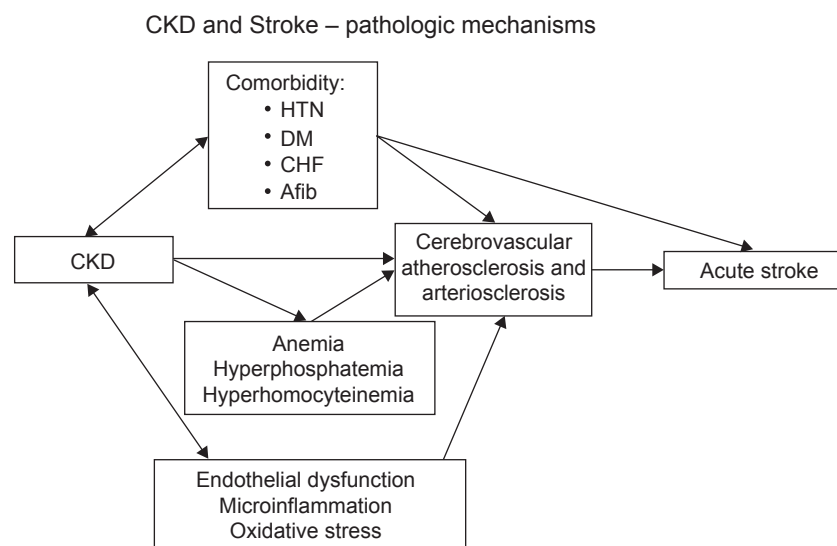 CKD and Stroke – pathologic mechanisms
Comorbidity:
• HTN
• DM
• CHF
• Afib
CKD
Cerebrovascular
atherosclerosis and
arteriosclerosis
Acute stroke
Anemia
Hyperphosphatemia
Hyperhomocyteinemia
Endothelial dysfunction
Microinflammation
Oxidative stress